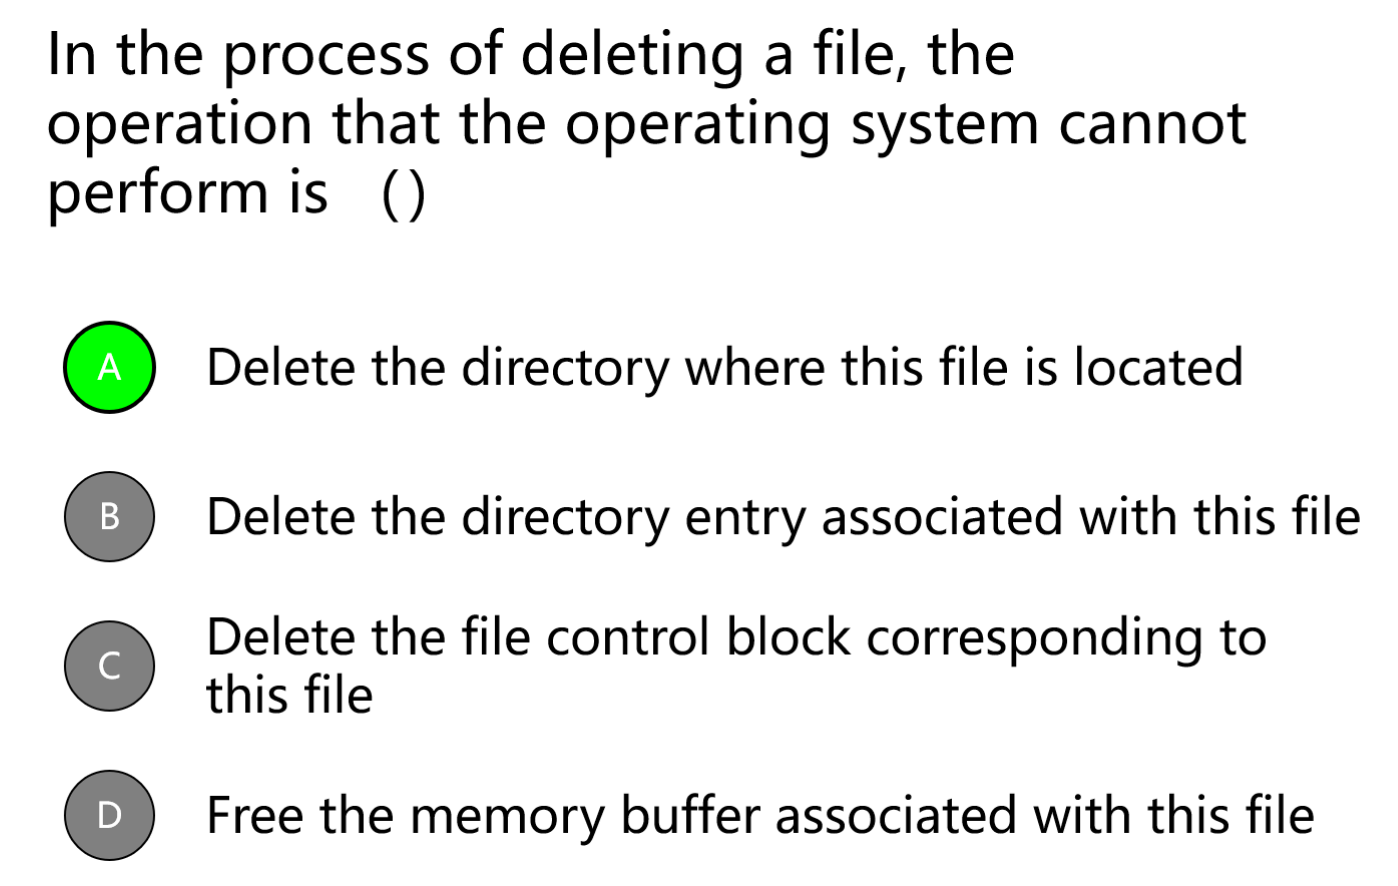 In the process of deleting a file, the
operation that the operating system cannot
perform is ()
A Delete the directory where this file is located
B Delete the directory entry associated with this file
C Delete the file control block corresponding to
this file
D Free the memory buffer associated with this file